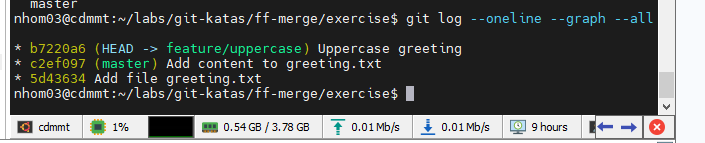 master
nhom03@cdmmt:~/labs/git-katas/ff-merge/exercise$ git log --oneline --graph --all
* b7220a6 (HEAD -> feature/uppercase) Uppercase greeting
* c2ef097 (master) Add content to greeting.txt
* 5d43634 Add file greeting.txt
nhom03@cdmmt:~/labs/git-katas/ff-merge/exercise$
cdmmt 1% 0.54 GB / 3.78 GB 0.01 Mb/s 0.01 Mb/s 9 hours